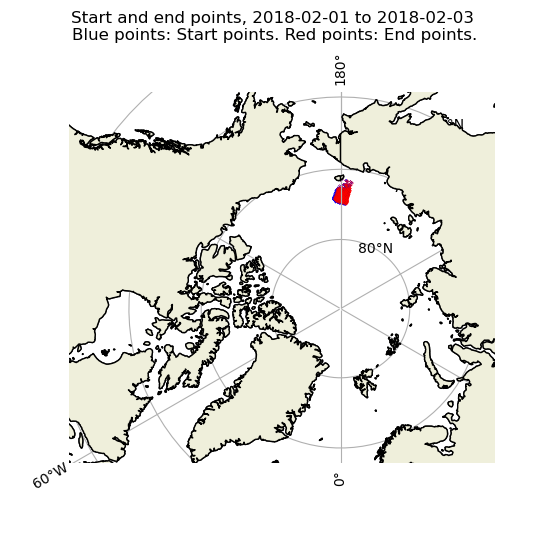 Start and end points, 2018-02-01 to 2018-02-03
Blue points: Start points. Red points: End points.
180°
80°N
60°W
0°